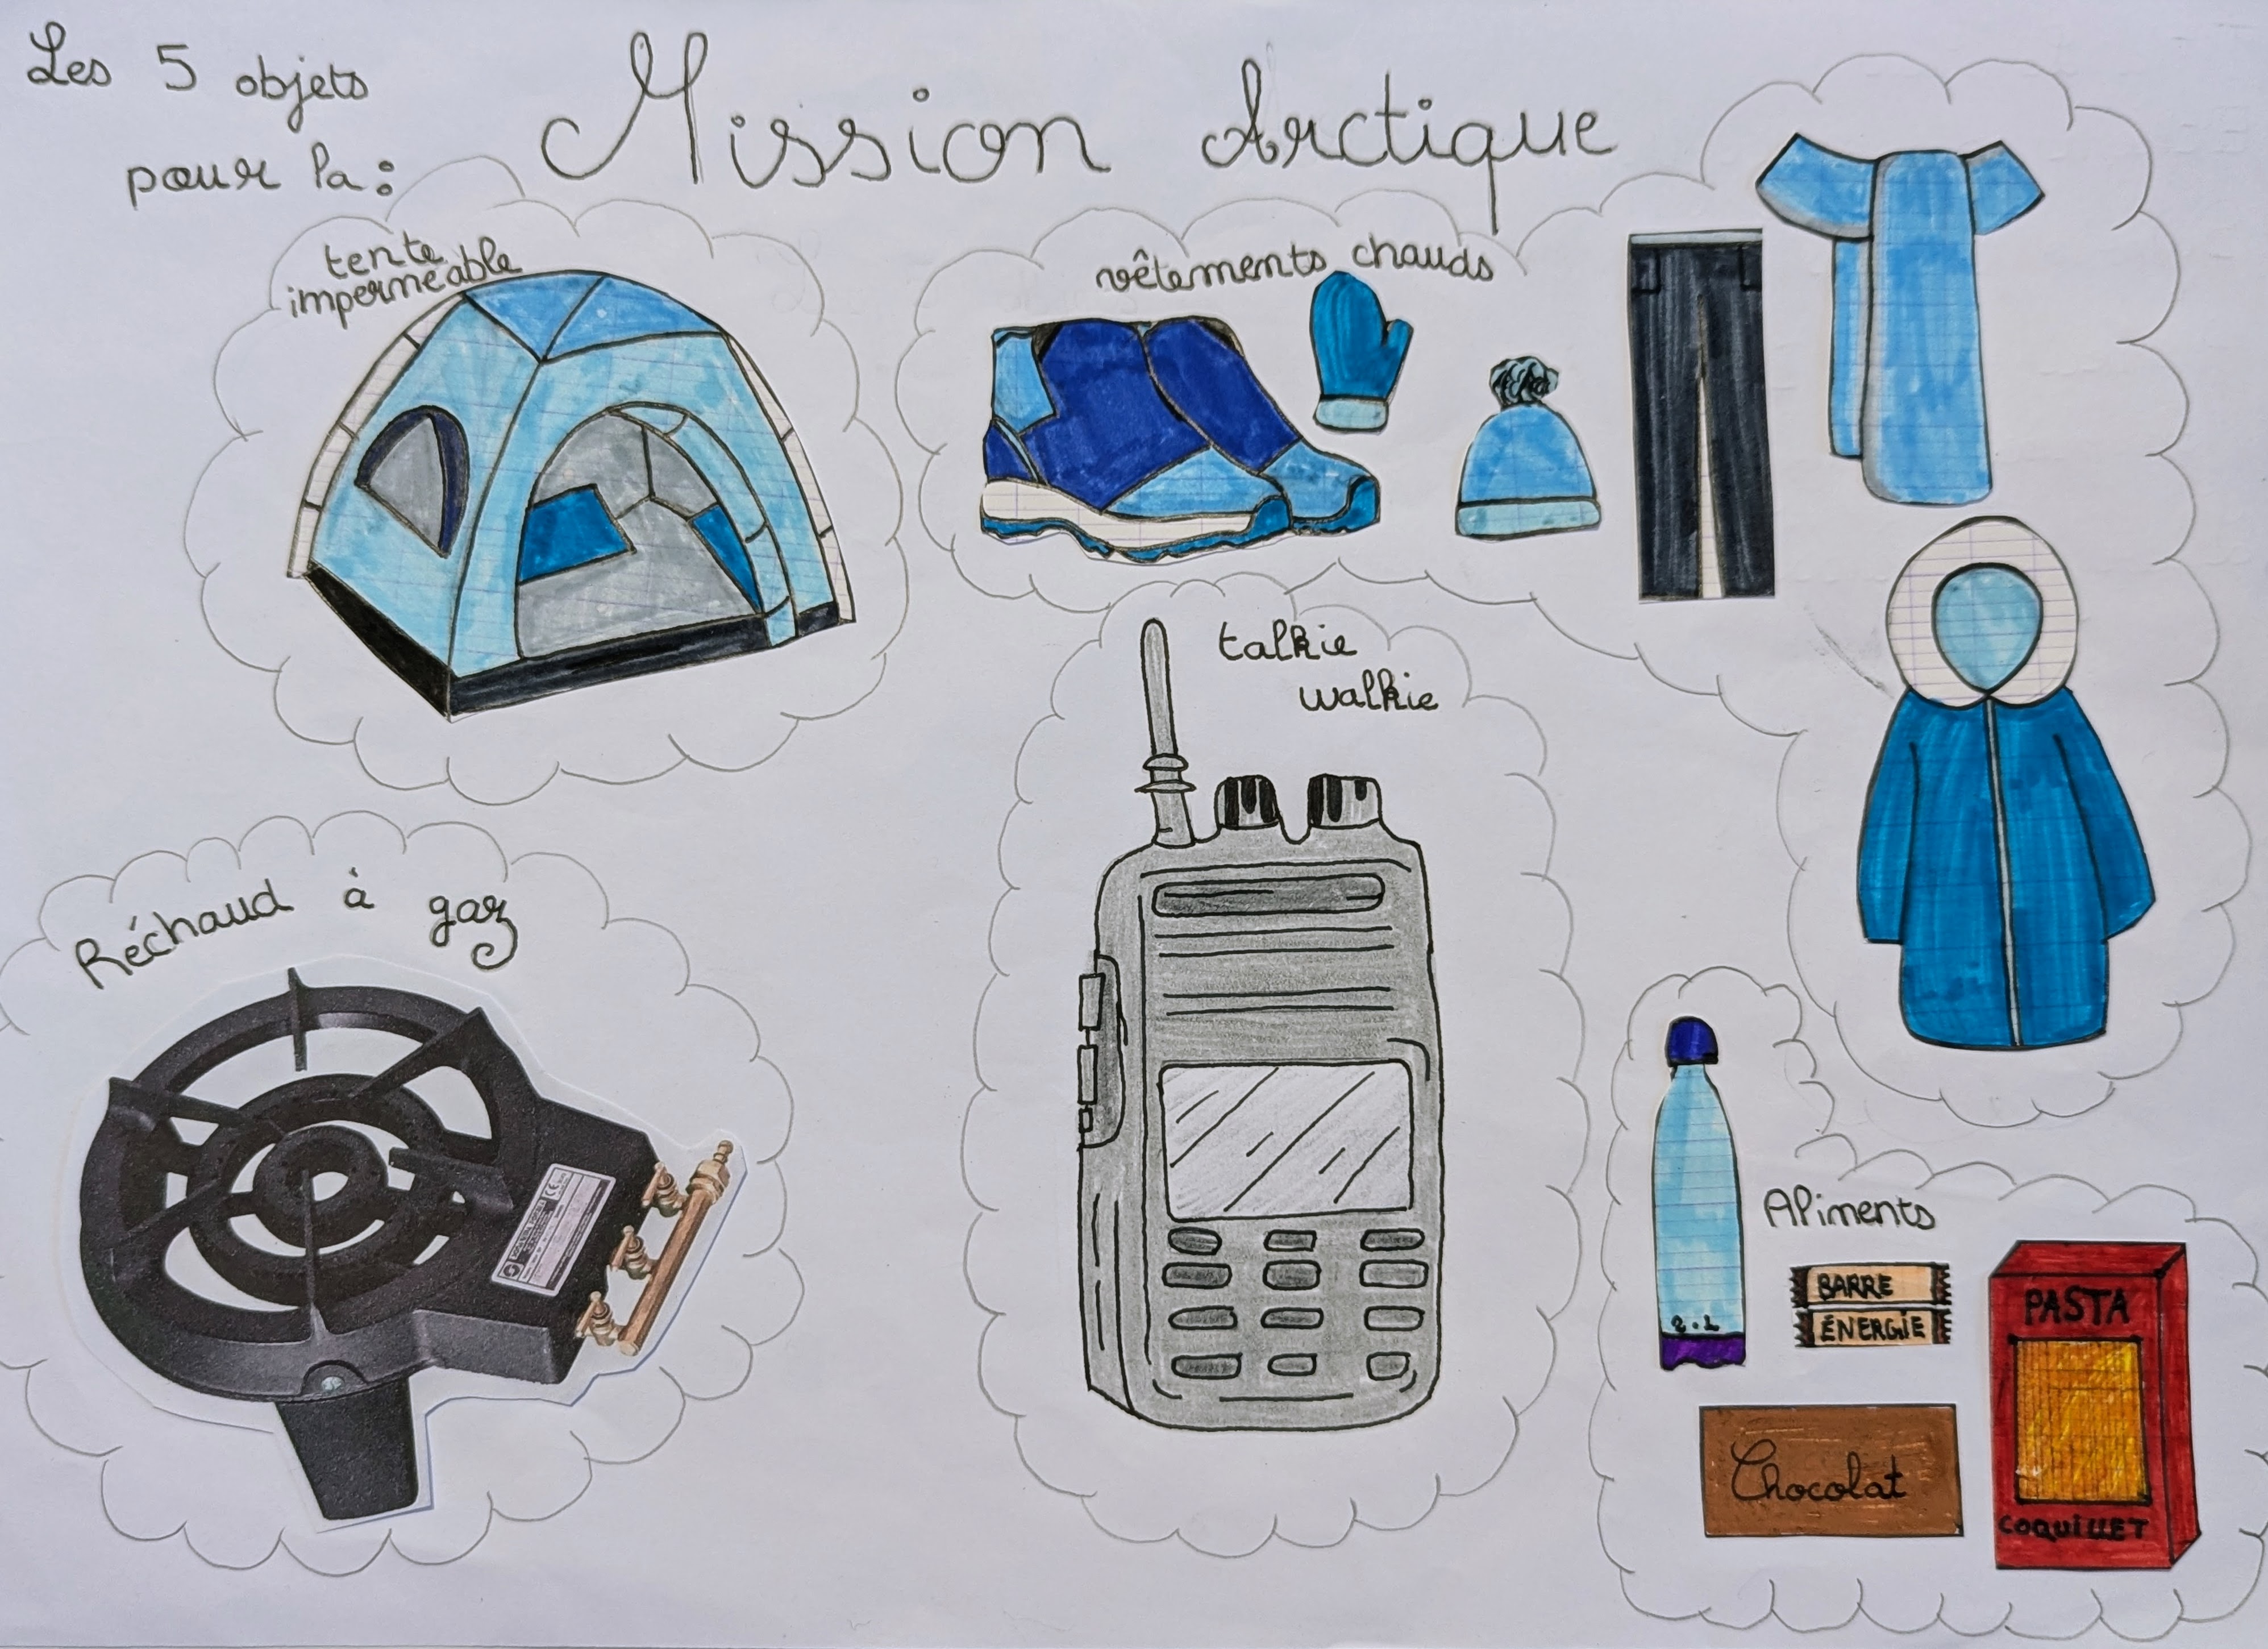 Les 5 objets
pour la :
Mission Arctique
tente
imperméable
vêtements chauds
talkie
walkie
Réchaud à gaz
Aliments
BARRE
ÉNERGiE
PASTA
COQUiLLET
Chocolat